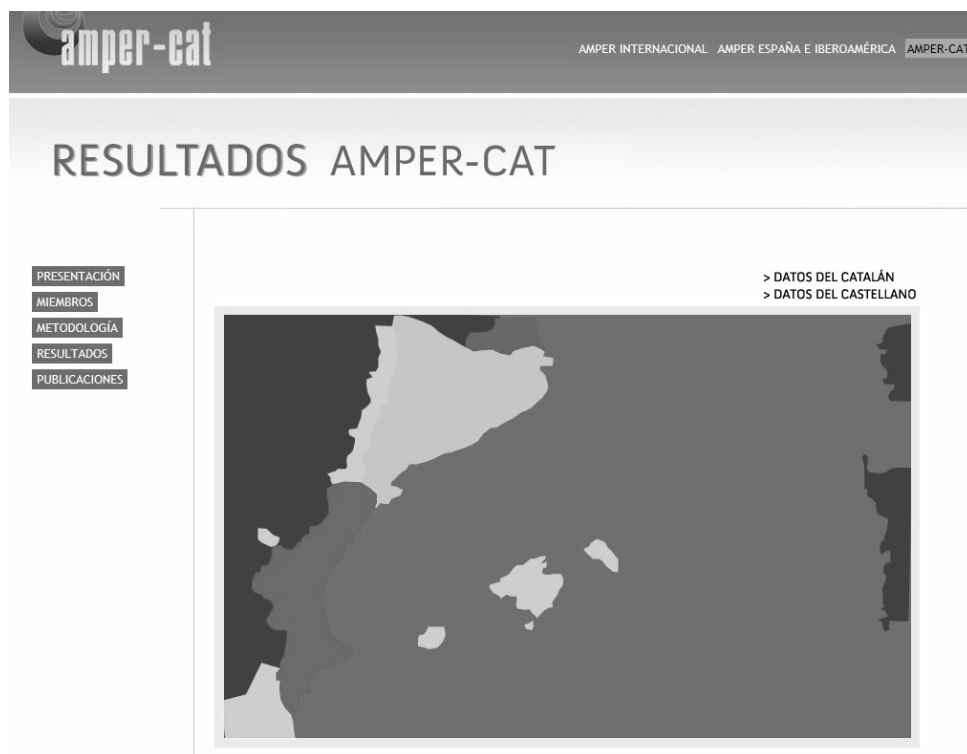 amper-cat
AMPER INTERNACIONAL AMPER ESPAÑA E IBEROAMÉRICA AMPER-CAT
RESULTADOS AMPER-CAT
> DATOS DEL CATALÁN
> DATOS DEL CASTELLANO
PRESENTACIÓN
MIEMBROS
METODOLOGÍA
RESULTADOS
PUBLICACIONES